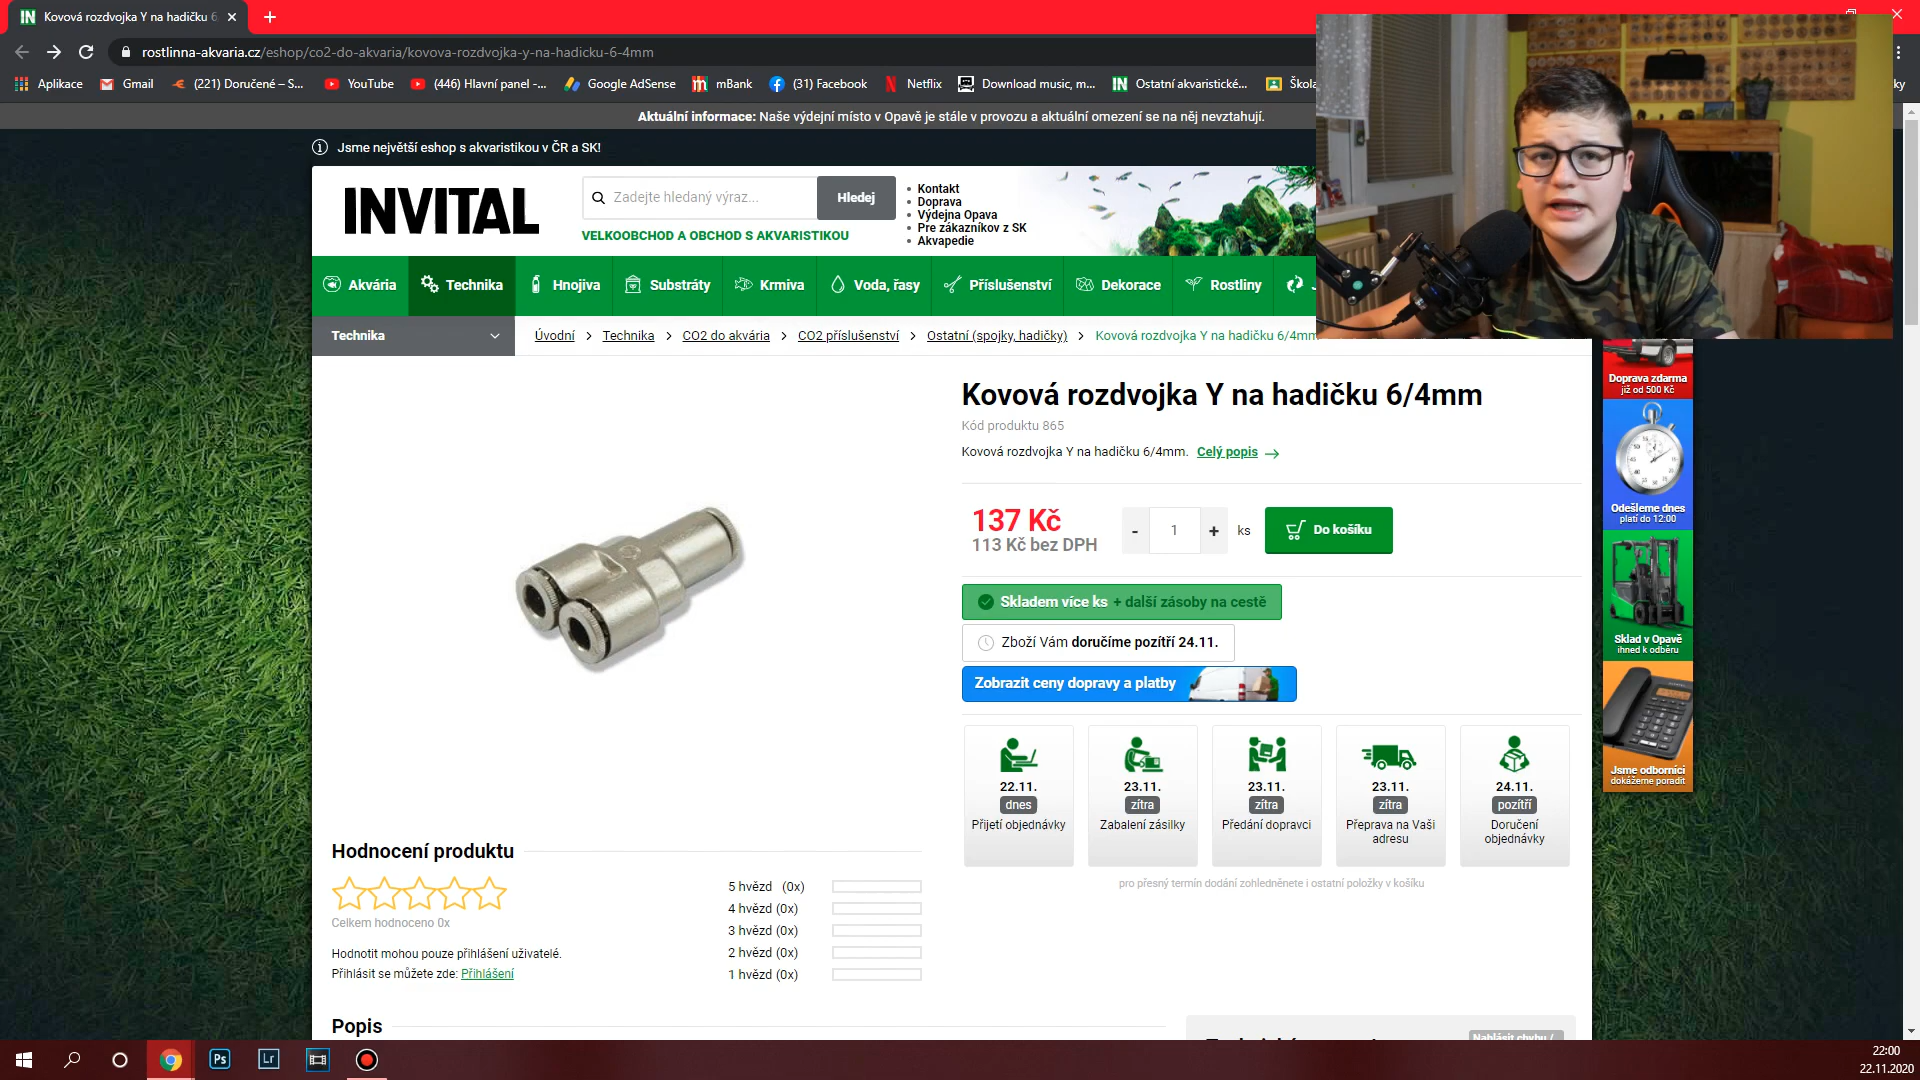 Kovová rozdvojka Y na hadičku 6
rostlinna-akvaria.cz/eshop/co2-do-akvaria/kovova-rozdvojka-y-na-hadicku-6-4mm
Aplikace Gmail (221) Doručené – S... YouTube (446) Hlavní panel -... Google AdSense mBank (31) Facebook Netflix Download music, m... Ostatní akvaristické... Škola ky
Aktuální informace: Naše výdejní místo v Opavě je stále v provozu a aktuální omezení se na něj nevztahují.
Jsme největší eshop s akvaristikou v ČR a SK!
INVITAL
Zadejte hledaný výraz... Hledej
VELKOOBCHOD A OBCHOD S AKVARISTIKOU
Kontakt
Doprava
Výdejna Opava
Pre zákazníkov z SK
Akvapedie
Akvária Technika Hnojiva Substráty Krmiva Voda, řasy Příslušenství Dekorace Rostliny
Technika
Úvodní > Technika > CO2 do akvária > CO2 příslušenství > Ostatní (spojky, hadičky) > Kovová rozdvojka Y na hadičku 6/4mm
Kovová rozdvojka Y na hadičku 6/4mm
Kód produktu 865
Kovová rozdvojka Y na hadičku 6/4mm. Celý popis
137 Kč
113 Kč bez DPH
- 1 + ks Do košíku
Skladem více ks + další zásoby na cestě
Zboží Vám doručíme pozítří 24.11.
Zobrazit ceny dopravy a platby
22.11.
dnes
Přijetí objednávky
23.11.
zítra
Zabalení zásilky
23.11.
zítra
Předání dopravci
23.11.
zítra
Přeprava na Vaši
adresu
24.11.
pozítří
Doručení
objednávky
pro přesný termín dodání zohledněnete i ostatní položky v košíku
Doprava zdarma
již od 500 Kč
Odešleme dnes
platí do 12:00
Sklad v Opavě
ihned k odběru
Jsme odborníci
dokážeme poradit
Hodnocení produktu
Celkem hodnoceno 0x
Hodnotit mohou pouze přihlášení uživatelé.
Přihlásit se můžete zde: Přihlášení
5 hvězd (0x)
4 hvězd (0x)
3 hvězd (0x)
2 hvězd (0x)
1 hvězd (0x)
Popis
Nahlásit chybu /
Ps Lr
22:00
22.11.2020